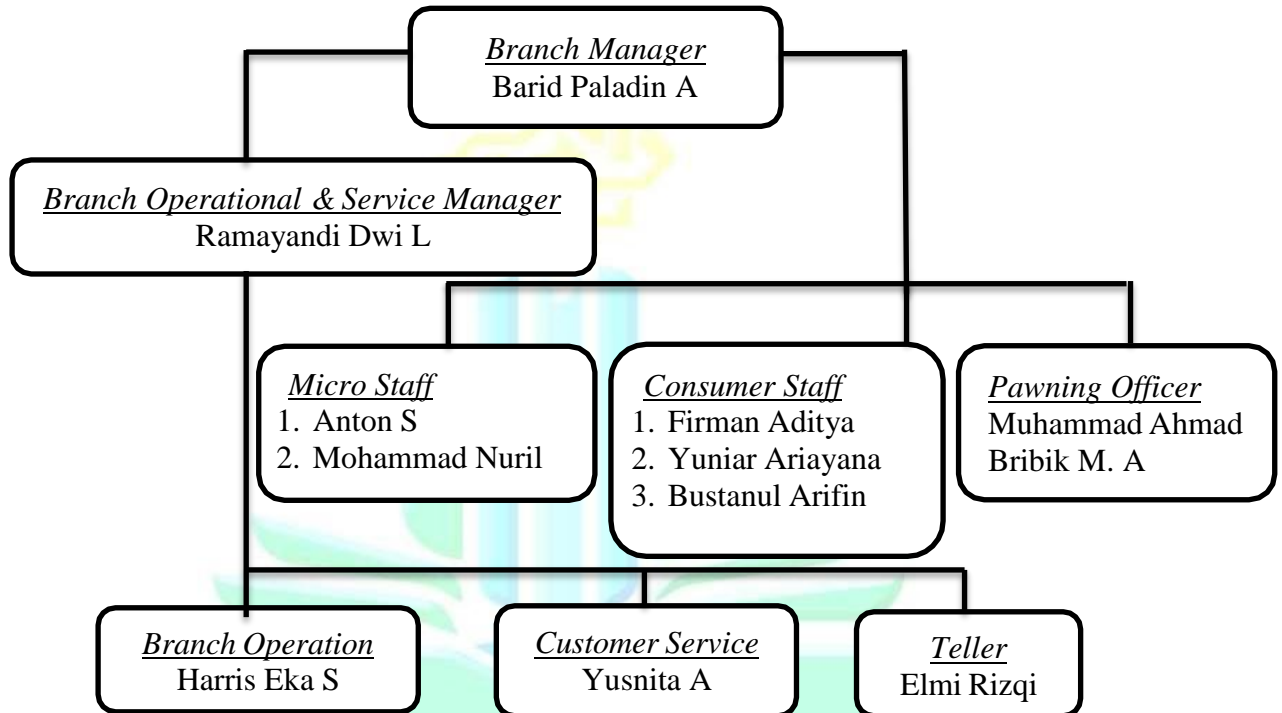 Branch Manager
Barid Paladin A
Branch Operational & Service Manager
Ramayandi Dwi L
Micro Staff
1. Anton S
2. Mohammad Nuril
Consumer Staff
1. Firman Aditya
2. Yuniar Ariayana
3. Bustanul Arifin
Pawning Officer
Muhammad Ahmad
Bribik M. A
Branch Operation
Harris Eka S
Customer Service
Yusnita A
Teller
Elmi Rizqi